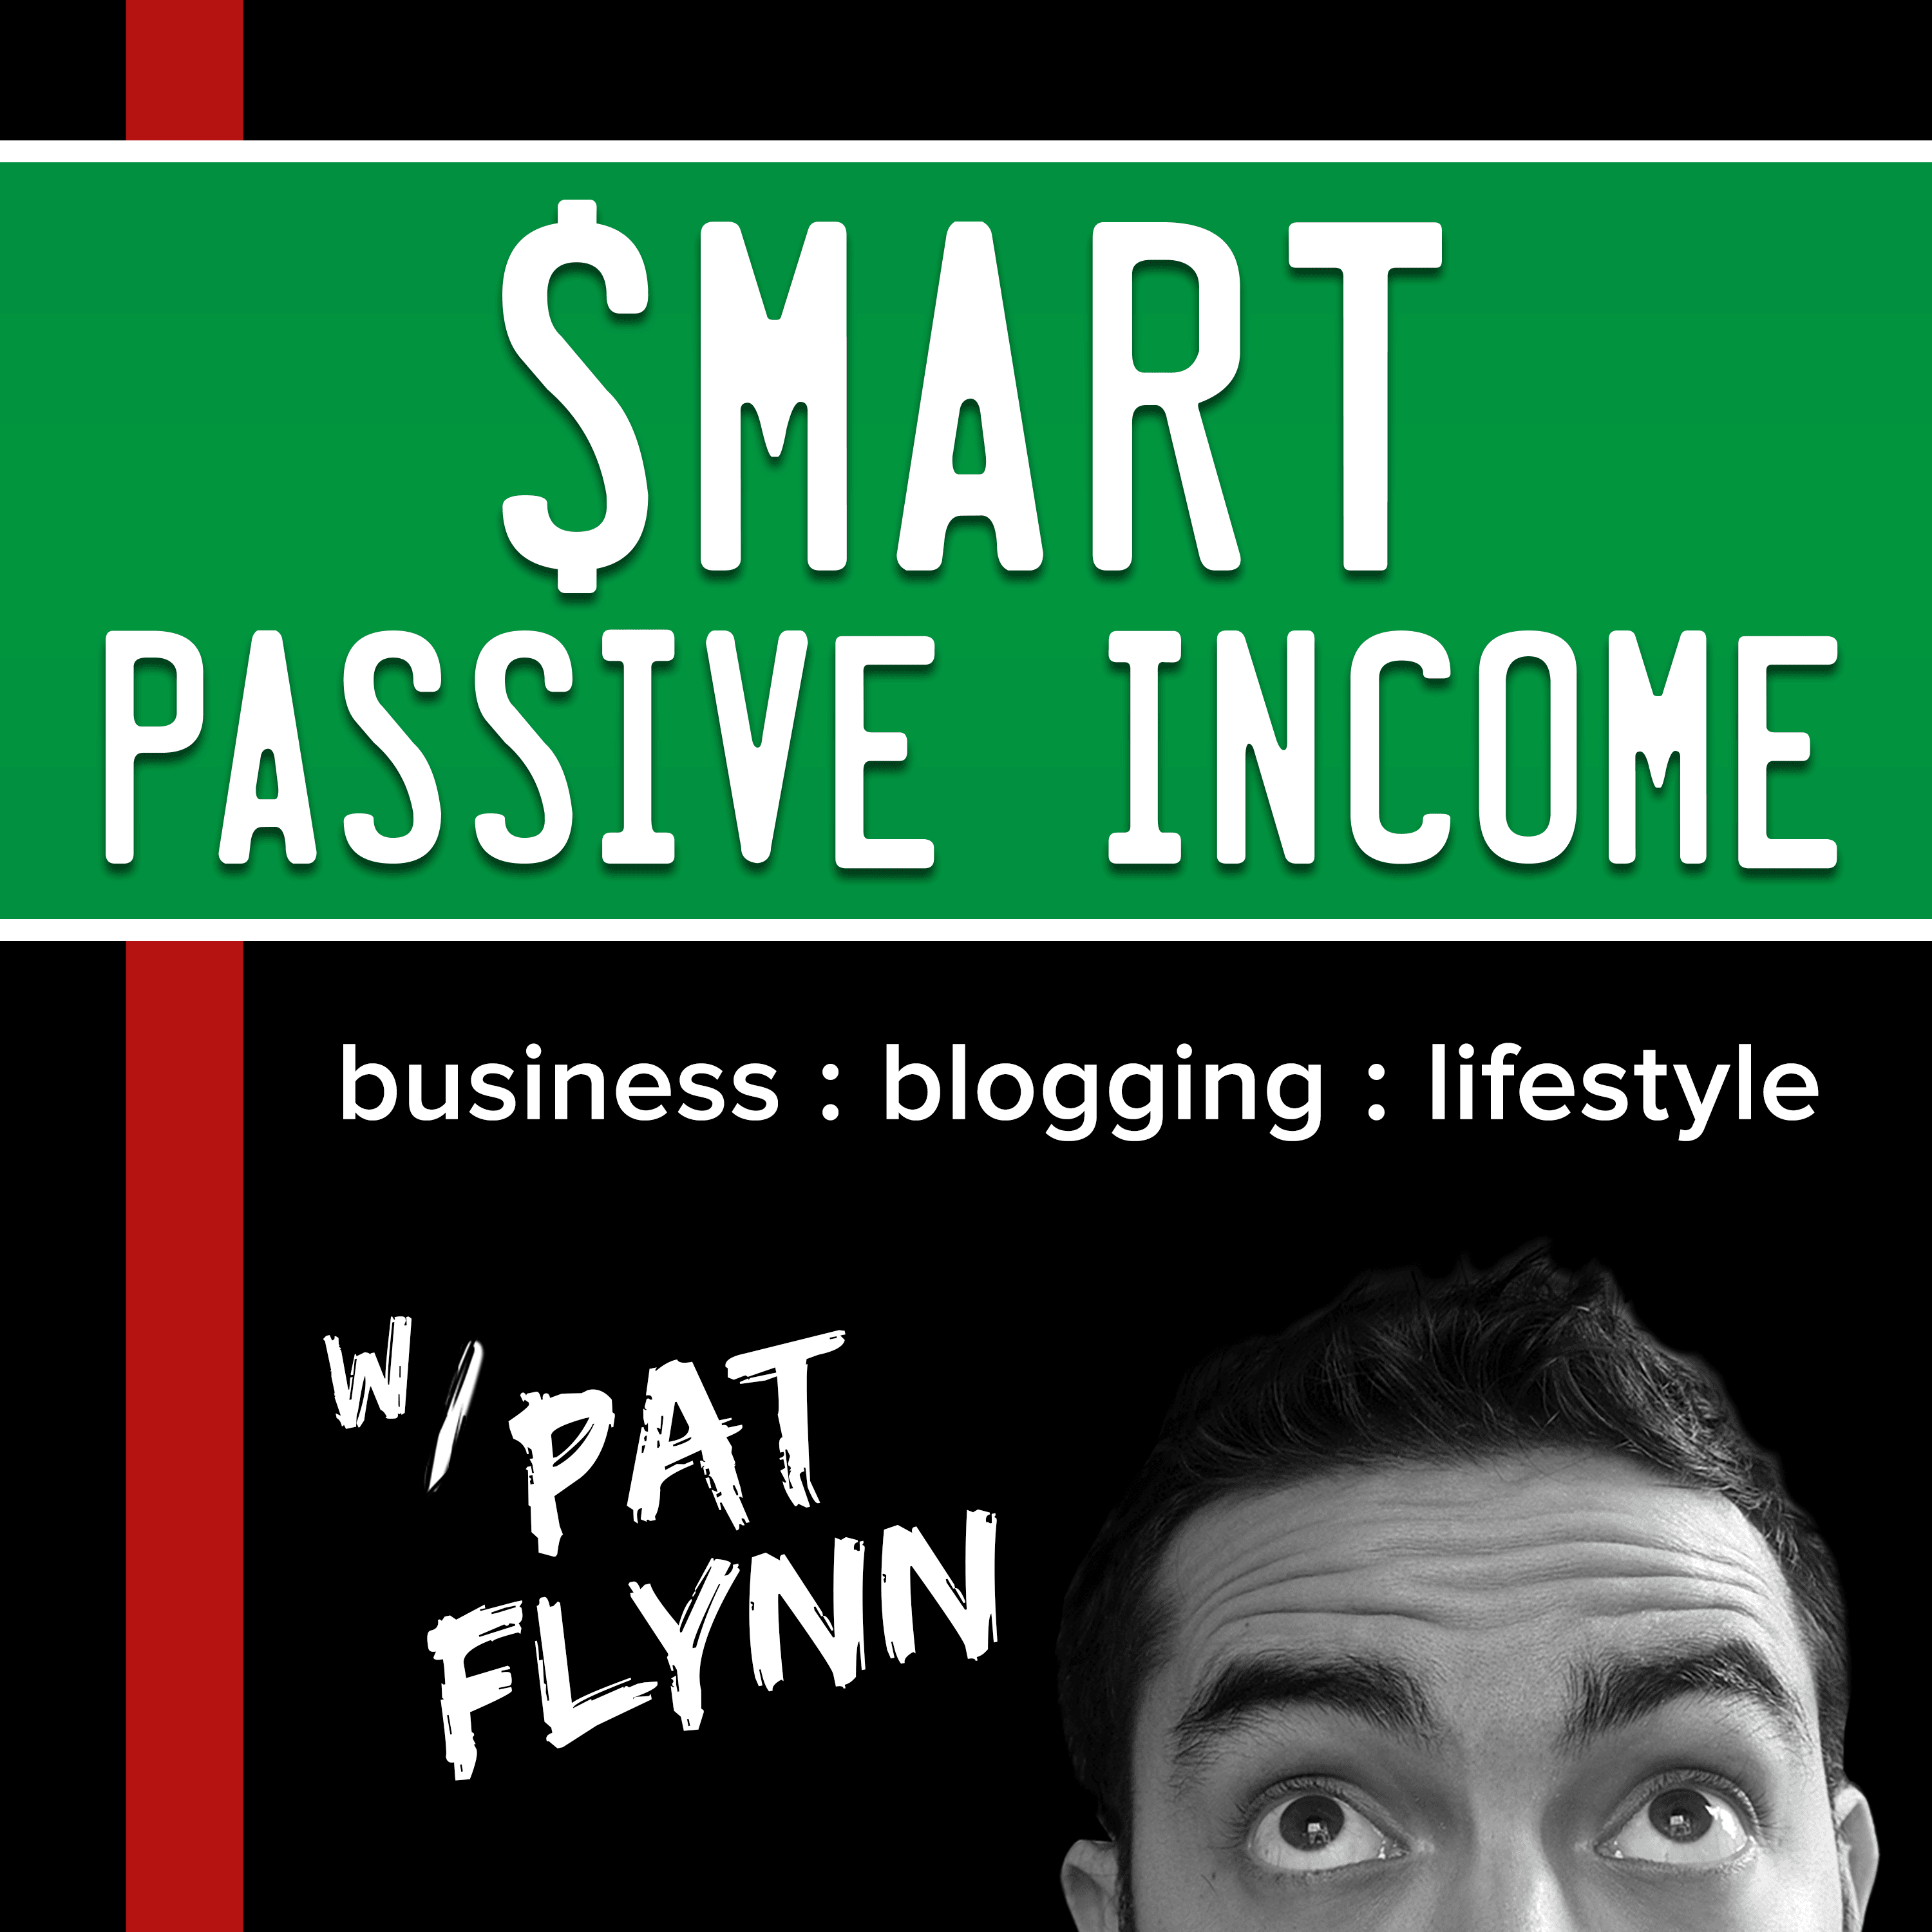 $MART
PASSIVE INCOME
business : blogging : lifestyle
W/ PAT
FLYNN